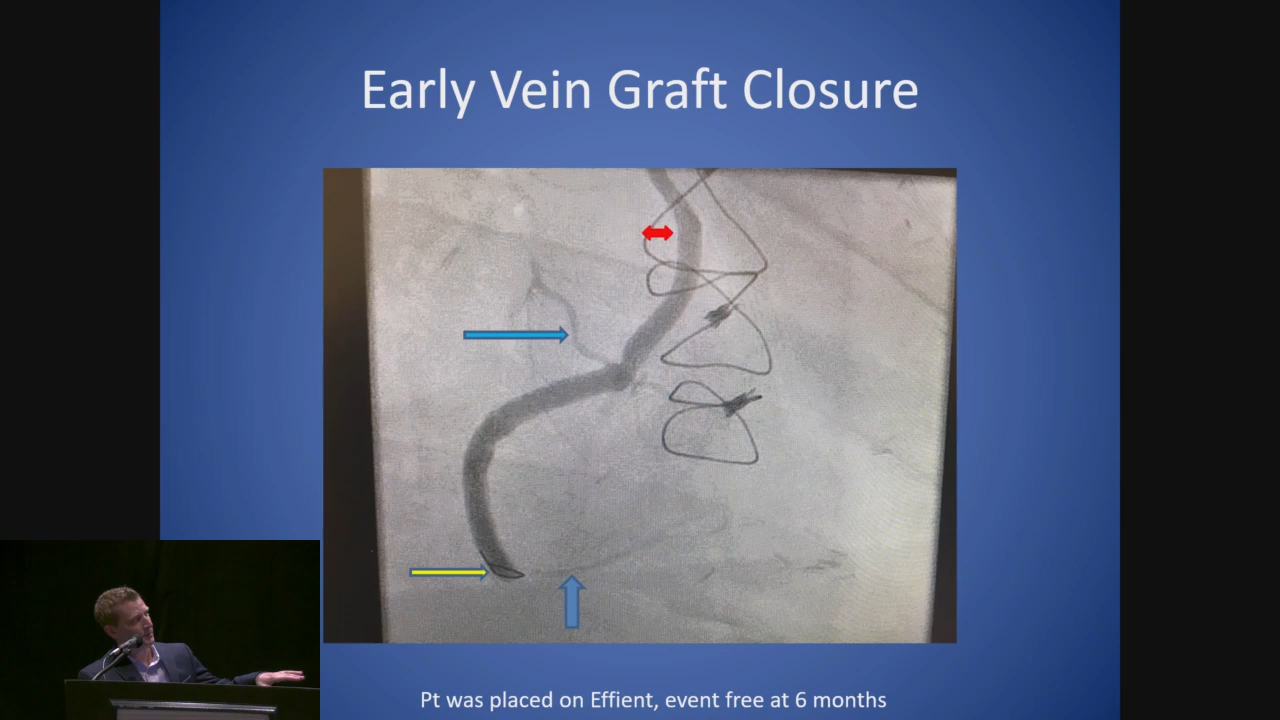 Early Vein Graft Closure
Pt was placed on Effient, event free at 6 months